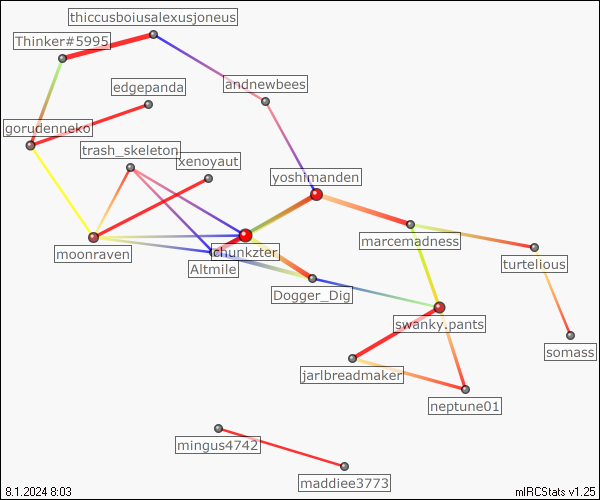 thiccusboiusalexusjoneus
Thinker#5995
edgepanda
andnewbees
gorudenneko
trash_skeleton
xenoyaut
yoshimanden
marcemadness
moonraven
chunkzter
Altmile
turtelious
Dogger_Dig
swanky.pants
somass
jarlbreadmaker
neptune01
mingus4742
maddiee3773
8.1.2024 8:03
mIRCStats v1.25